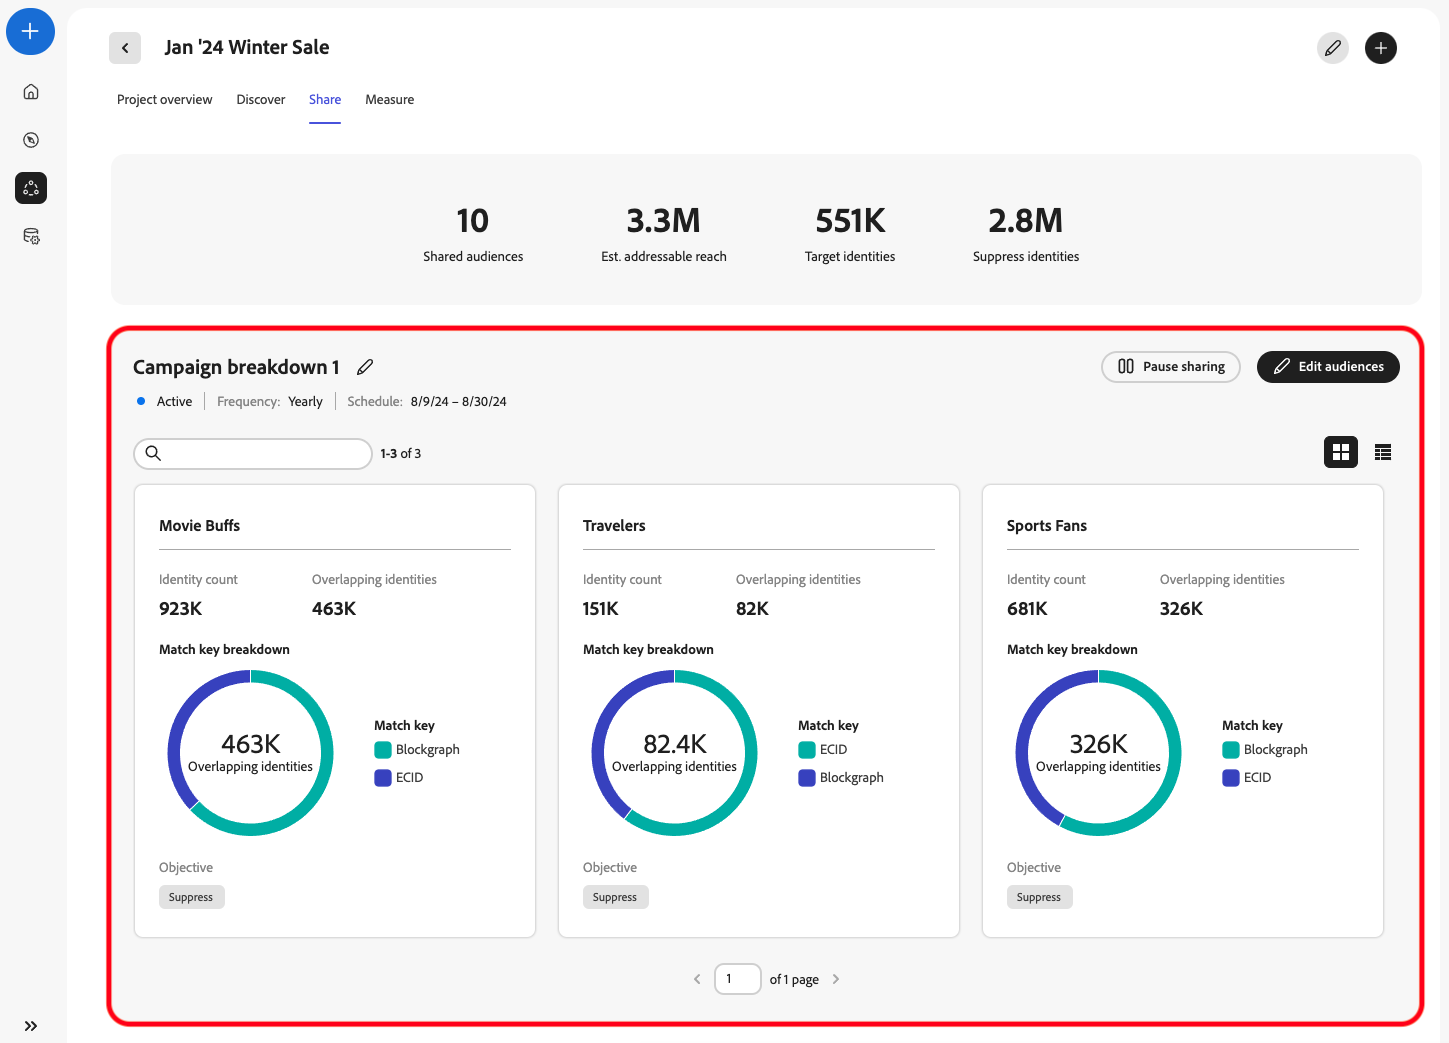 Jan '24 Winter Sale
Project overview Discover Share Measure
10 3.3M 551K 2.8M
Shared audiences Est. addressable reach Target identities Suppress identities
Campaign breakdown 1 Pause sharing Edit audiences
Active Frequency: Yearly Schedule: 8/9/24 – 8/30/24
1-3 of 3
Movie Buffs
Identity count Overlapping identities
923K 463K
Match key breakdown
463K
Overlapping identities
Match key
Blockgraph
ECID
Objective
Suppress
Travelers
Identity count Overlapping identities
151K 82K
Match key breakdown
82.4K
Overlapping identities
Match key
ECID
Blockgraph
Objective
Suppress
Sports Fans
Identity count Overlapping identities
681K 326K
Match key breakdown
326K
Overlapping identities
Match key
Blockgraph
ECID
Objective
Suppress
1 of 1 page